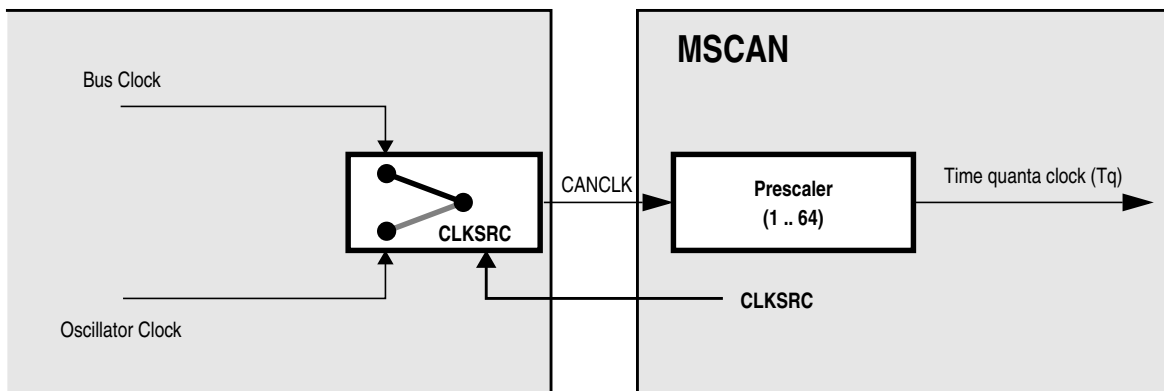 MSCAN
Bus Clock
CANCLK
Prescaler
(1 .. 64)
Time quanta clock (Tq)
CLKSRC
CLKSRC
Oscillator Clock